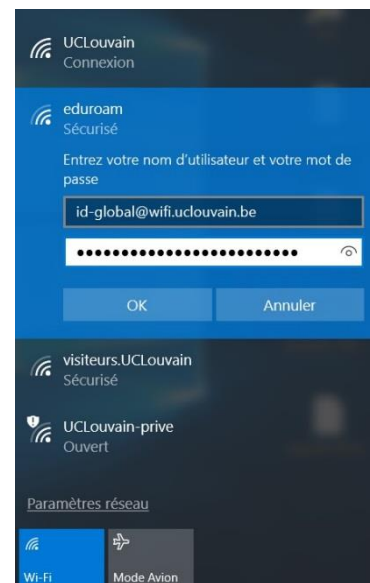 UCLouvain
Connexion
eduroam
Sécurisé
Entrez votre nom d'utilisateur et votre mot de
passe
id-global@wifi.uclouvain.be
••••••••••••••••••••••••••
OK Annuler
visiteurs.UCLouvain
Sécurisé
UCLouvain-prive
Ouvert
Paramètres réseau
Wi-Fi Mode Avion